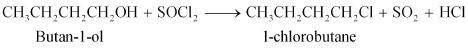 CH₃CH₂CH₂CH₂OH + SOCl₂ ⟶ CH₃CH₂CH₂CH₂Cl + SO₂ + HCl
Butan-1-ol 1-chlorobutane